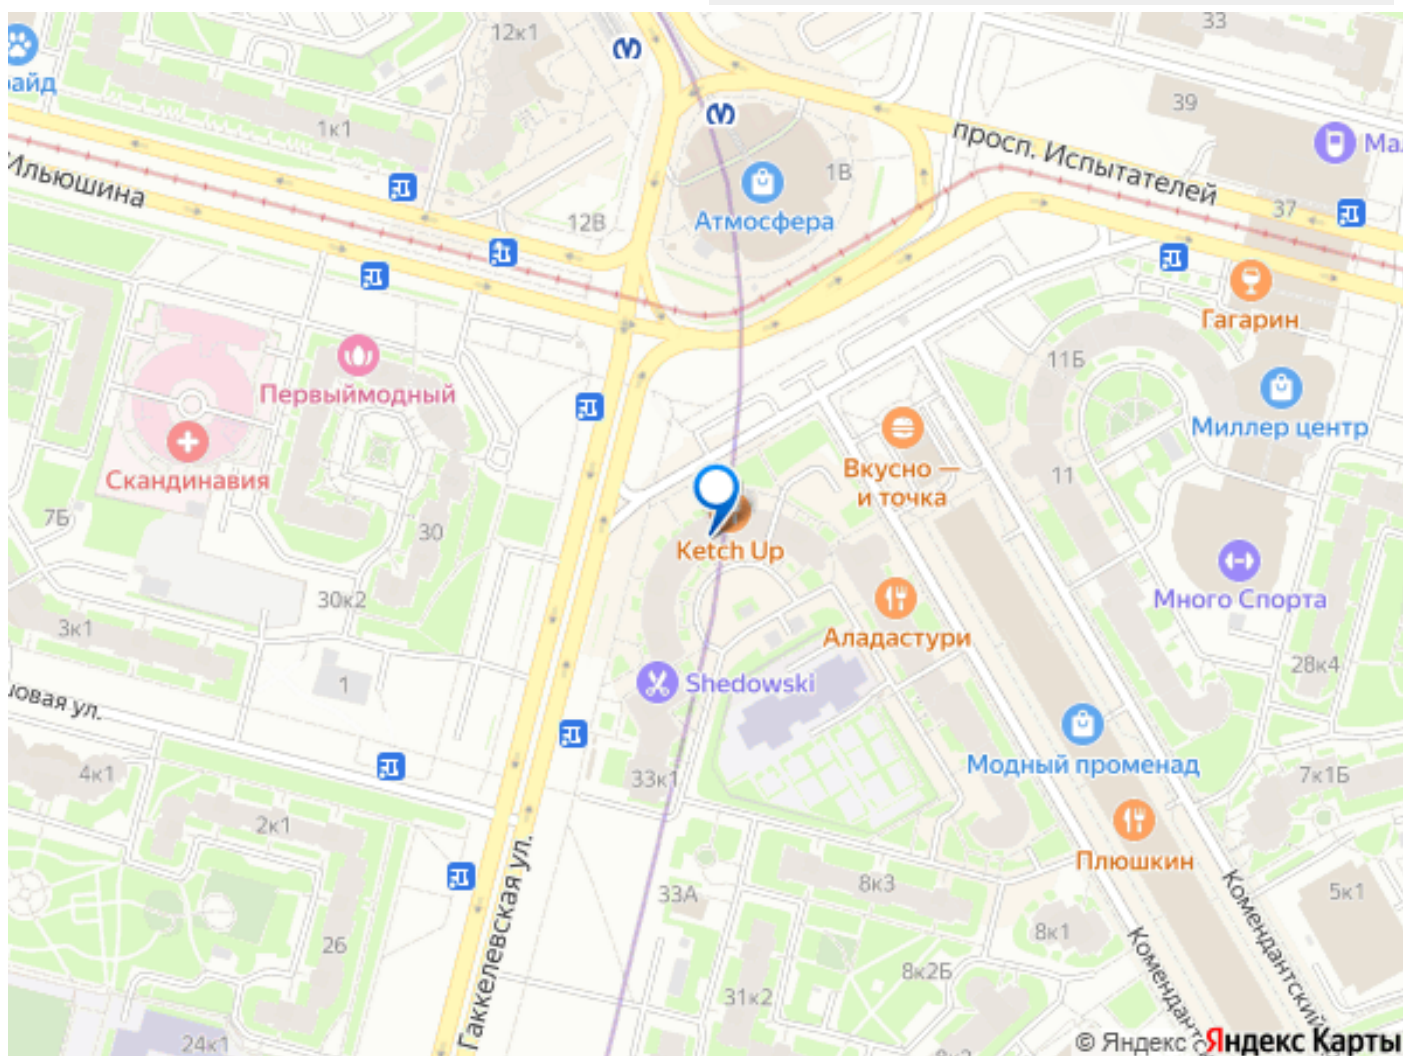 12к1
33
айд
39
1к1
просп. Испытателей
Ма
Ильюшина
1В
Атмосфера
12В
37
Гагарин
11Б
Первыймодный
Миллер центр
Скандинавия
Вкусно —
и точка
11
7Б
30
Ketch Up
30к2
Много Спорта
3к1
Аладастури
28к4
1
Shedowski
овая ул.
Модный променад
4к1
33к1
7к1Б
2к1
Плюшкин
Гаккелевская ул.
33А
8к3
5к1
Комендантский
26
8к1
Комендантс
8к2Б
31к2
24к1
© Яндекс
Яндекс Карты